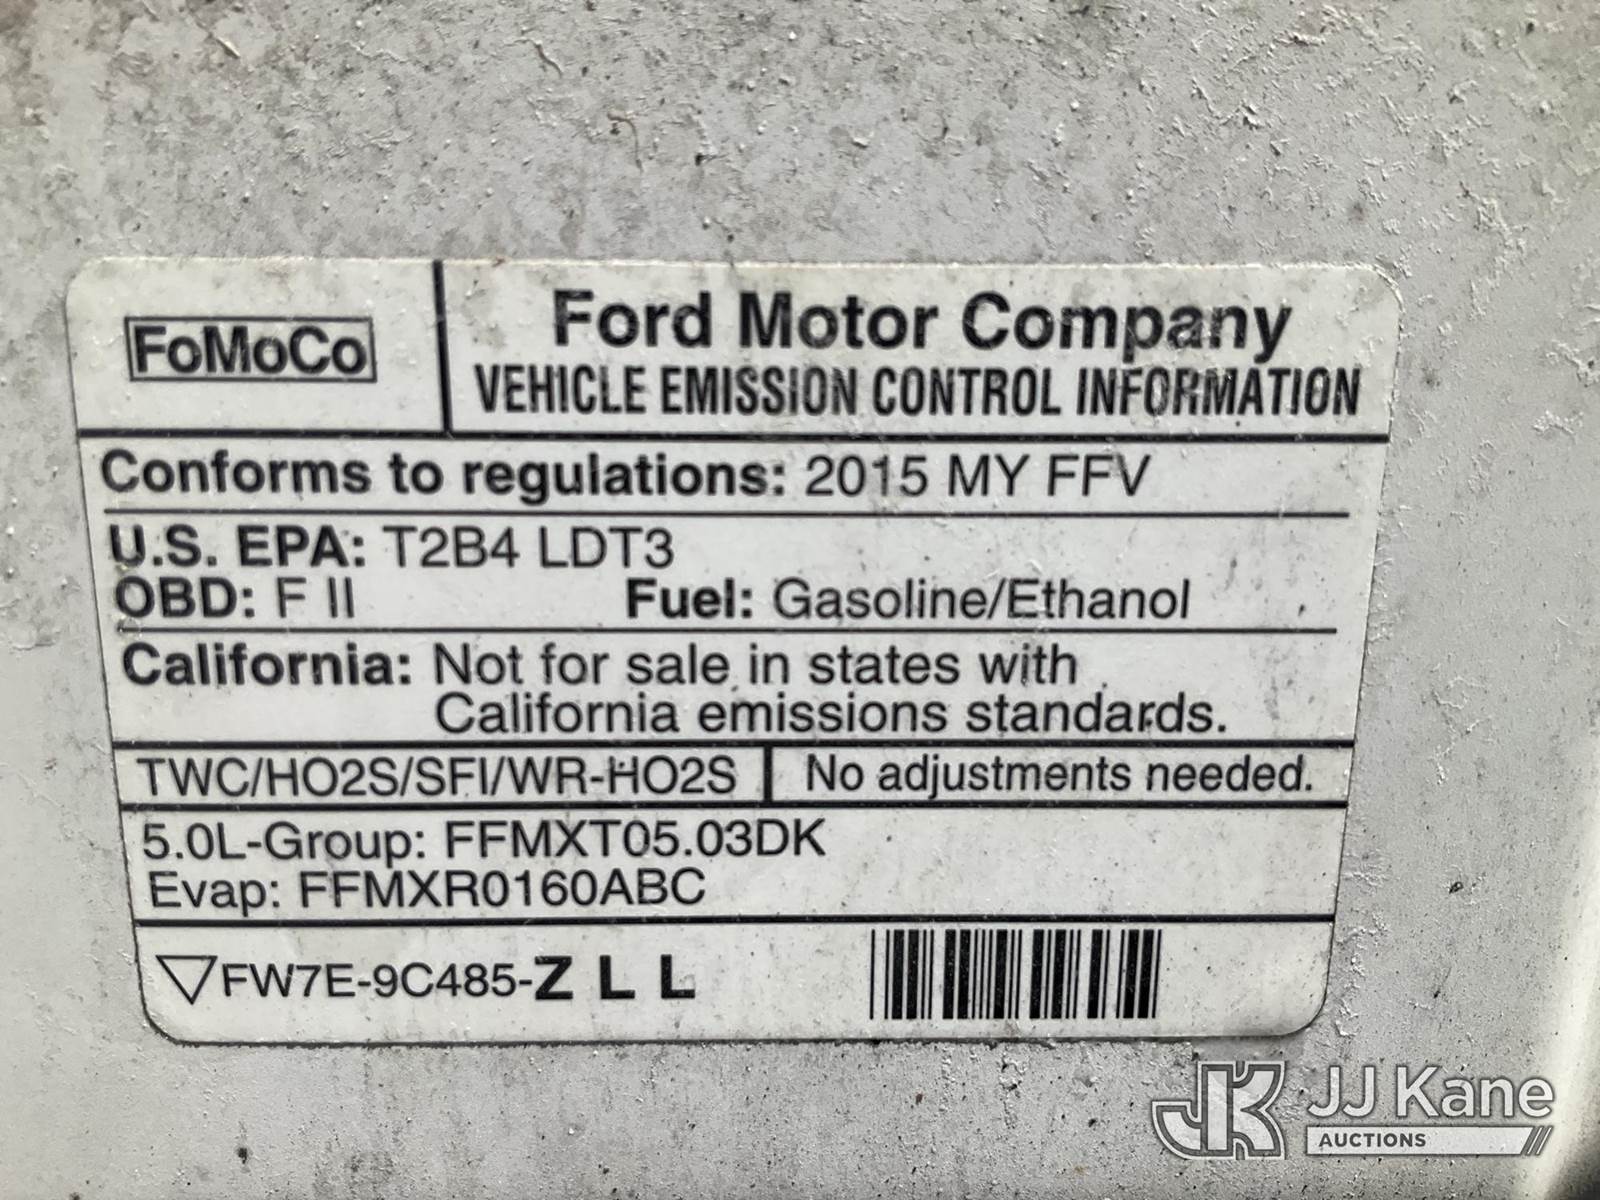 FoMoCo
Ford Motor Company
VEHICLE EMISSION CONTROL INFORMATION
Conforms to regulations: 2015 MY FFV
U.S. EPA: T2B4 LDT3
OBD: F II Fuel: Gasoline/Ethanol
California: Not for sale in states with
California emissions standards.
TWC/HO2S/SFI/WR-HO2S No adjustments needed.
5.0L-Group: FFMXT05.03DK
Evap: FFMXR0160ABC
FW7E-9C485-Z L L
JK JJ Kane
AUCTIONS